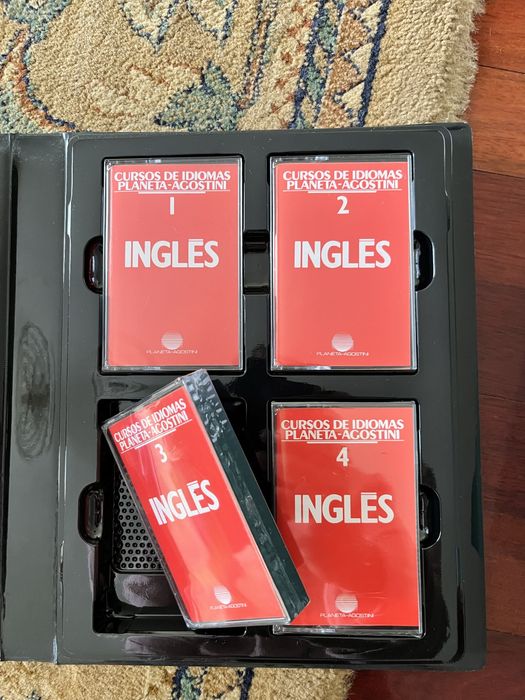 CURSOS DE IDIOMAS
PLANETA-AGOSTINI
1
INGLĒS
PLANETA-AGOSTINI
CURSOS DE IDIOMAS
PLANETA-AGOSTINI
2
INGLĒS
PLANETA-AGOSTINI
CURSOS DE IDIOMAS
PLANETA-AGOSTINI
3
INGLĒS
PLANETA-AGOSTINI
CURSOS DE IDIOMAS
PLANETA-AGOSTINI
4
INGLĒS
PLANETA-AGOSTINI